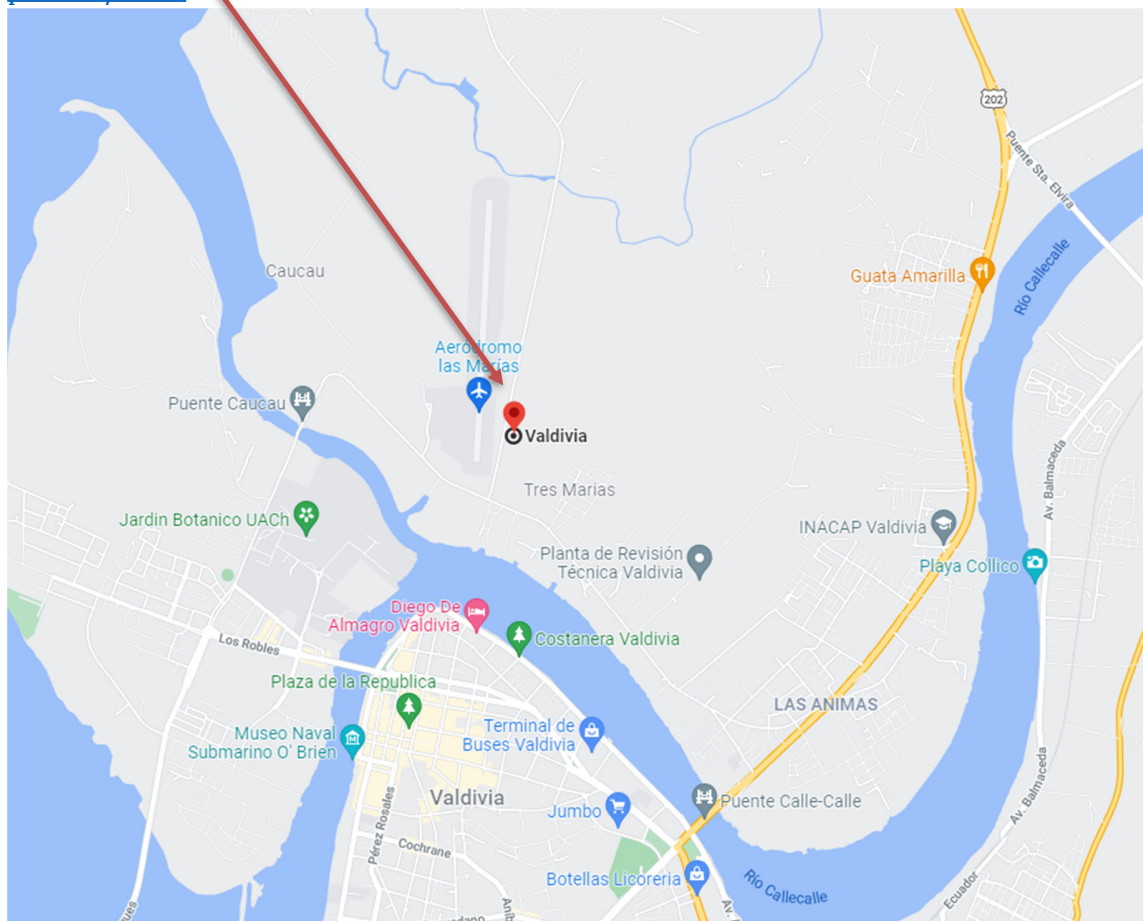 202
Puente Sta. Elvira
Caucau
Río Callecalle
Guata Amarilla
Aeródromo
las Marías
Puente Caucau
Valdivia
Av. Balmaceda
Tres Marias
Jardin Botanico UACh
INACAP Valdivia
Planta de Revisión
Técnica Valdivia
Playa Collico
Diego De
Almagro Valdivia
Costanera Valdivia
Los Robles
Plaza de la Republica
LAS ANIMAS
Museo Naval
Submarino O' Brien
Terminal de
Buses Valdivia
Av. Balmaceda
Valdivia
Puente Calle-Calle
Jumbo
Pérez Rosales
Cochrane
Botellas Licoreria
Río Callecalle
Ecuador